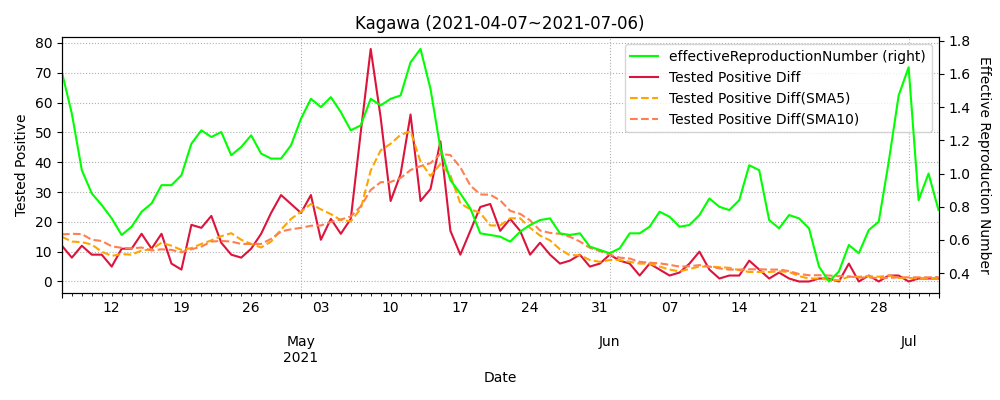 Kagawa (2021-04-07~2021-07-06)
effectiveReproductionNumber (right)
Tested Positive Diff
Tested Positive Diff(SMA5)
Tested Positive Diff(SMA10)
Tested Positive
80
70
60
50
40
30
20
10
0
Effective Reproduction Number
1.8
1.6
1.4
1.2
1.0
0.8
0.6
0.4
12 19 26 03 10 17 24 31 07 14 21 28
May Jun Jul
2021
Date